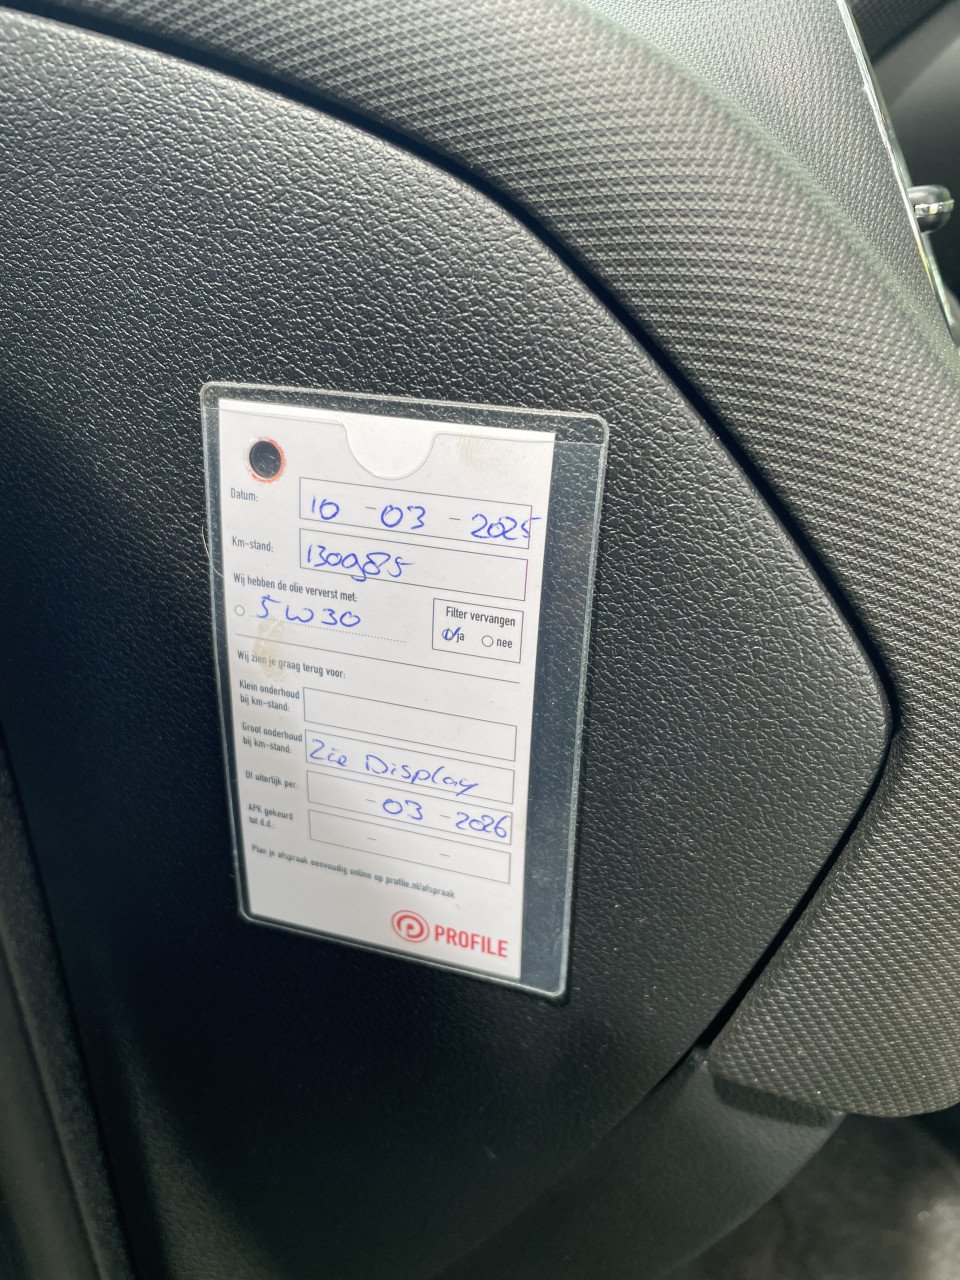 Datum: 10 - 03 - 2025
Km-stand: 130985
Wij hebben de olie ververst met:
5W30
Filter vervangen
ja nee
Wij zien je graag terug voor:
Klein onderhoud
bij km-stand:
Groot onderhoud
bij km-stand: Zie Display
Of uiterlijk per: - 03 - 2026
APK gekeurd
tot d.d.: - -
Plan je afspraak eenvoudig online op profile.nl/afspraak
PROFILE